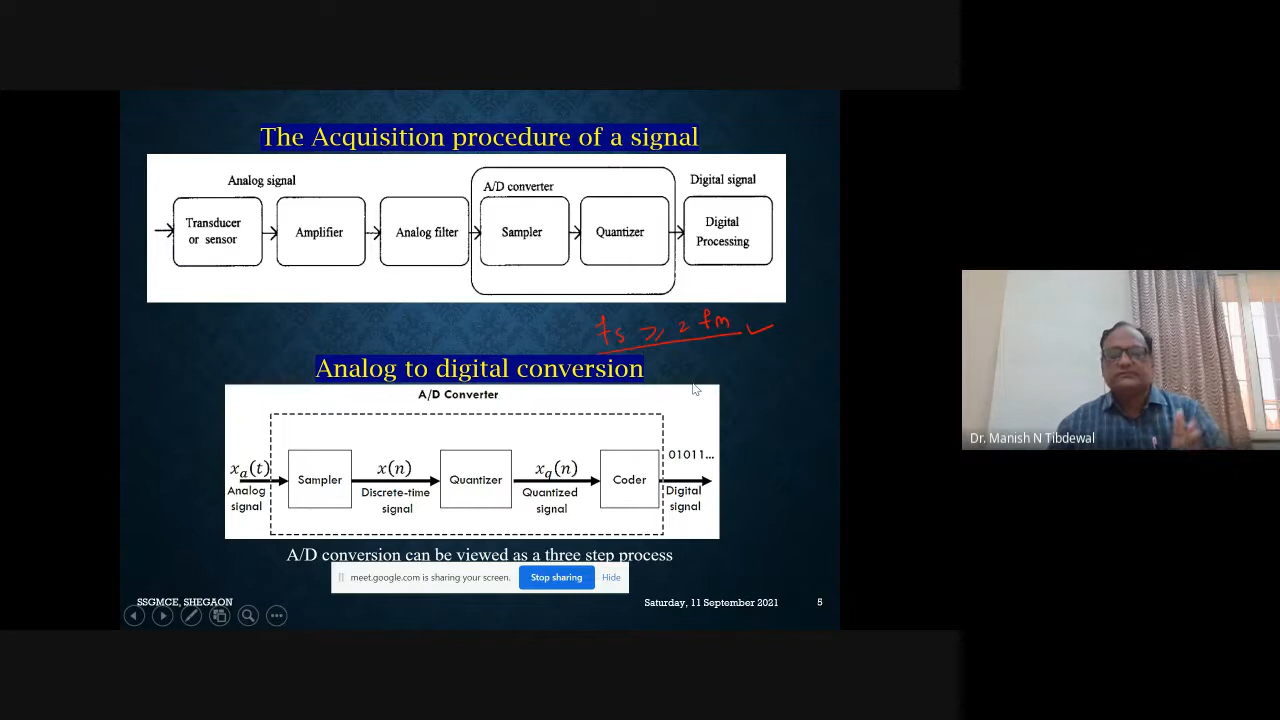 The Acquisition procedure of a signal
Analog signal
A/D converter
Digital signal
Transducer
or sensor
Amplifier
Analog filter
Sampler
Quantizer
Digital
Processing
fs ⩾ 2 fm ✓
Analog to digital conversion
A/D Converter
xa(t)
Analog
signal
Sampler
x(n)
Discrete-time
signal
Quantizer
xq(n)
Quantized
signal
Coder
01011...
Digital
signal
A/D conversion can be viewed as a three step process
meet.google.com is sharing your screen.
Stop sharing
Hide
SSGMCE, SHEGAON
Saturday, 11 September 2021
5
Dr. Manish N Tibdewal